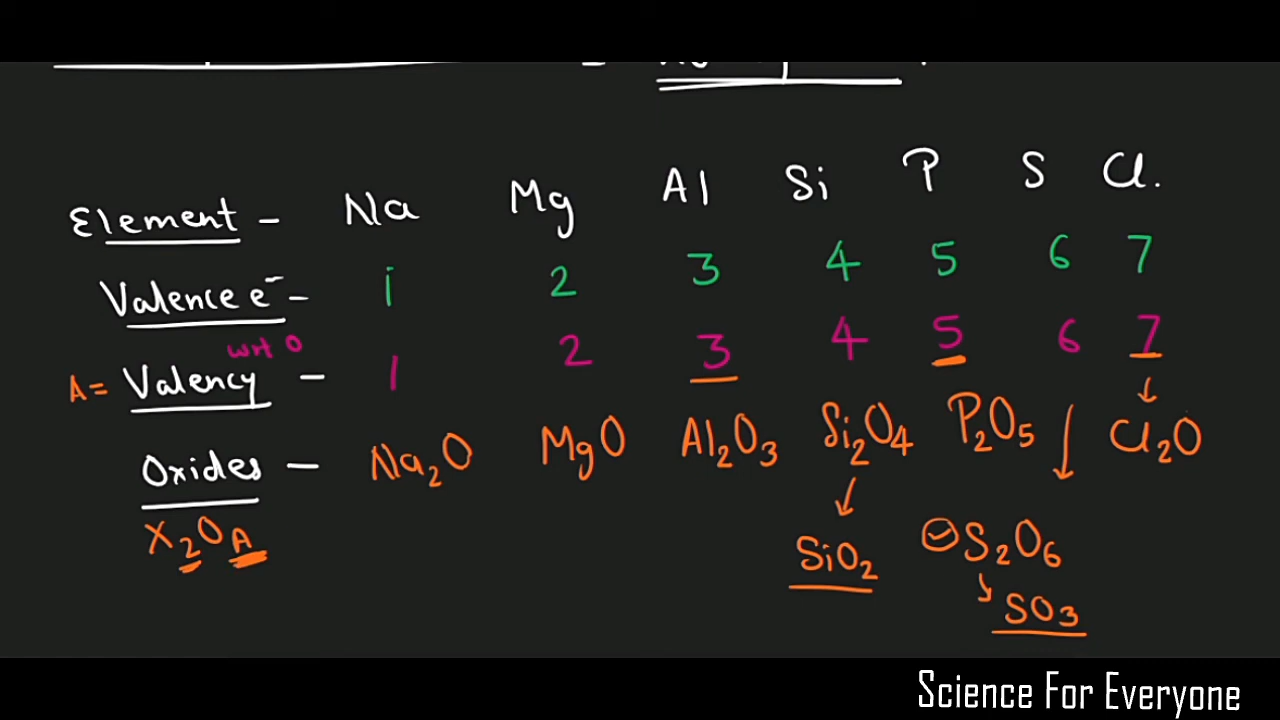 Element - Na Mg Al Si P S Cl.
Valence e⁻ - 1 2 3 4 5 6 7
wrt O
A = Valency - 1 2 3 4 5 6 7
Oxides - Na₂O MgO Al₂O₃ Si₂O₄ P₂O₅ ↓ Cl₂O
X₂O_A
SiO₂ S₂O₆
SO₃
Science For Everyone